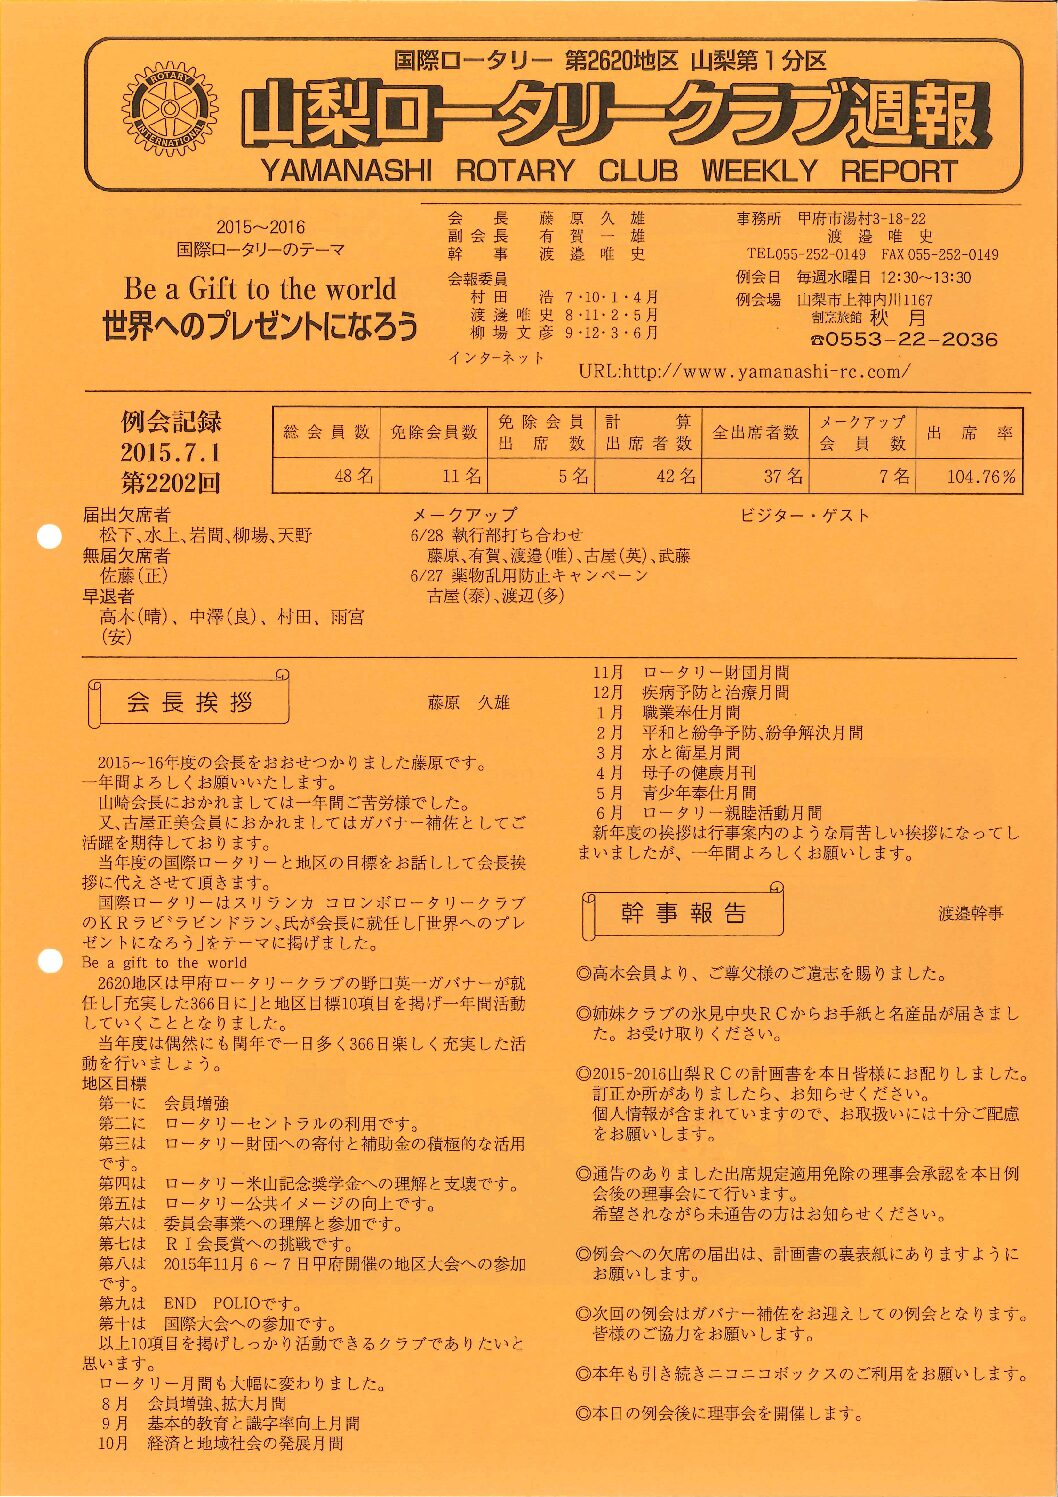 国際ロータリー 第2620地区 山梨第1分区
ROTARY INTERNATIONAL
山梨ロータリークラブ週報
YAMANASHI ROTARY CLUB WEEKLY REPORT
2015～2016
国際ロータリーのテーマ
Be a Gift to the world
世界へのプレゼントになろう
会長 藤原久雄
副会長 有賀一雄
幹事 渡邉唯史
会報委員
村田 浩 7・10・1・4月
渡邊唯史 8・11・2・5月
柳場文彦 9・12・3・6月
インターネット
URL:http://www.yamanashi-rc.com/
事務所 甲府市湯村3-18-22
渡邉唯史
TEL055-252-0149 FAX055-252-0149
例会日 毎週水曜日 12:30～13:30
例会場 山梨市上神内川1167
割烹旅館 秋月
☎0553-22-2036
例会記録
2015.7.1
第2202回
総会員数 免除会員数 免除会員出席数 計算出席者数 全出席者数 メークアップ会員数 出席率
48名 11名 5名 42名 37名 7名 104.76%
届出欠席者
松下、水上、岩間、柳場、天野
無届欠席者
佐藤(正)
早退者
高木(晴)、中澤(良)、村田、雨宮
(安)
メークアップ
6/28 執行部打ち合わせ
藤原、有賀、渡邉(唯)、古屋(英)、武藤
6/27 薬物乱用防止キャンペーン
古屋(泰)、渡辺(多)
ビジター・ゲスト
会長挨拶 藤原 久雄
2015～16年度の会長をおおせつかりました藤原です。
一年間よろしくお願いいたします。
山崎会長におかれましては一年間ご苦労様でした。
又、古屋正美会員におかれましてはガバナー補佐としてご
活躍を期待しております。
当年度の国際ロータリーと地区の目標をお話しして会長挨
拶に代えさせて頂きます。
国際ロータリーはスリランカ コロンボロータリークラブ
のKRラビ〝ラビンドラン〟氏が会長に就任し「世界へのプレ
ゼントになろう」をテーマに掲げました。
Be a gift to the world
2620地区は甲府ロータリークラブの野口英一ガバナーが就
任し「充実した366日に」と地区目標10項目を掲げ一年間活動
していくこととなりました。
当年度は偶然にも閏年で一日多く366日楽しく充実した活
動を行いましょう。
地区目標
第一に 会員増強
第二に ロータリーセントラルの利用です。
第三は ロータリー財団への寄付と補助金の積極的な活用
です。
第四は ロータリー米山記念奨学金への理解と支壊です。
第五は ロータリー公共イメージの向上です。
第六は 委員会事業への理解と参加です。
第七は RI会長賞への挑戦です。
第八は 2015年11月6～7日甲府開催の地区大会への参加
です。
第九は END POLIOです。
第十は 国際大会への参加です。
以上10項目を掲げしっかり活動できるクラブでありたいと
思います。
ロータリー月間も大幅に変わりました。
8月 会員増強、拡大月間
9月 基本的教育と識字率向上月間
10月 経済と地域社会の発展月間
11月 ロータリー財団月間
12月 疾病予防と治療月間
1月 職業奉仕月間
2月 平和と紛争予防、紛争解決月間
3月 水と衛星月間
4月 母子の健康月刊
5月 青少年奉仕月間
6月 ロータリー親睦活動月間
新年度の挨拶は行事案内のような肩苦しい挨拶になってし
まいましたが、一年間よろしくお願いします。
幹事報告 渡邉幹事
◎高木会員より、ご尊父様のご遺志を賜りました。
◎姉妹クラブの氷見中央RCからお手紙と名産品が届きまし
た。お受け取りください。
◎2015-2016山梨RCの計画書を本日皆様にお配りしました。
訂正か所がありましたら、お知らせください。
個人情報が含まれていますので、お取扱いには十分ご配慮
をお願いします。
◎通告のありました出席規定適用免除の理事会承認を本日例
会後の理事会にて行います。
希望されながら未通告の方はお知らせください。
◎例会への欠席の届出は、計画書の裏表紙にありますように
お願いします。
◎次回の例会はガバナー補佐をお迎えしての例会となります。
皆様のご協力をお願いします。
◎本年も引き続きニコニコボックスのご利用をお願いします。
◎本日の例会後に理事会を開催します。